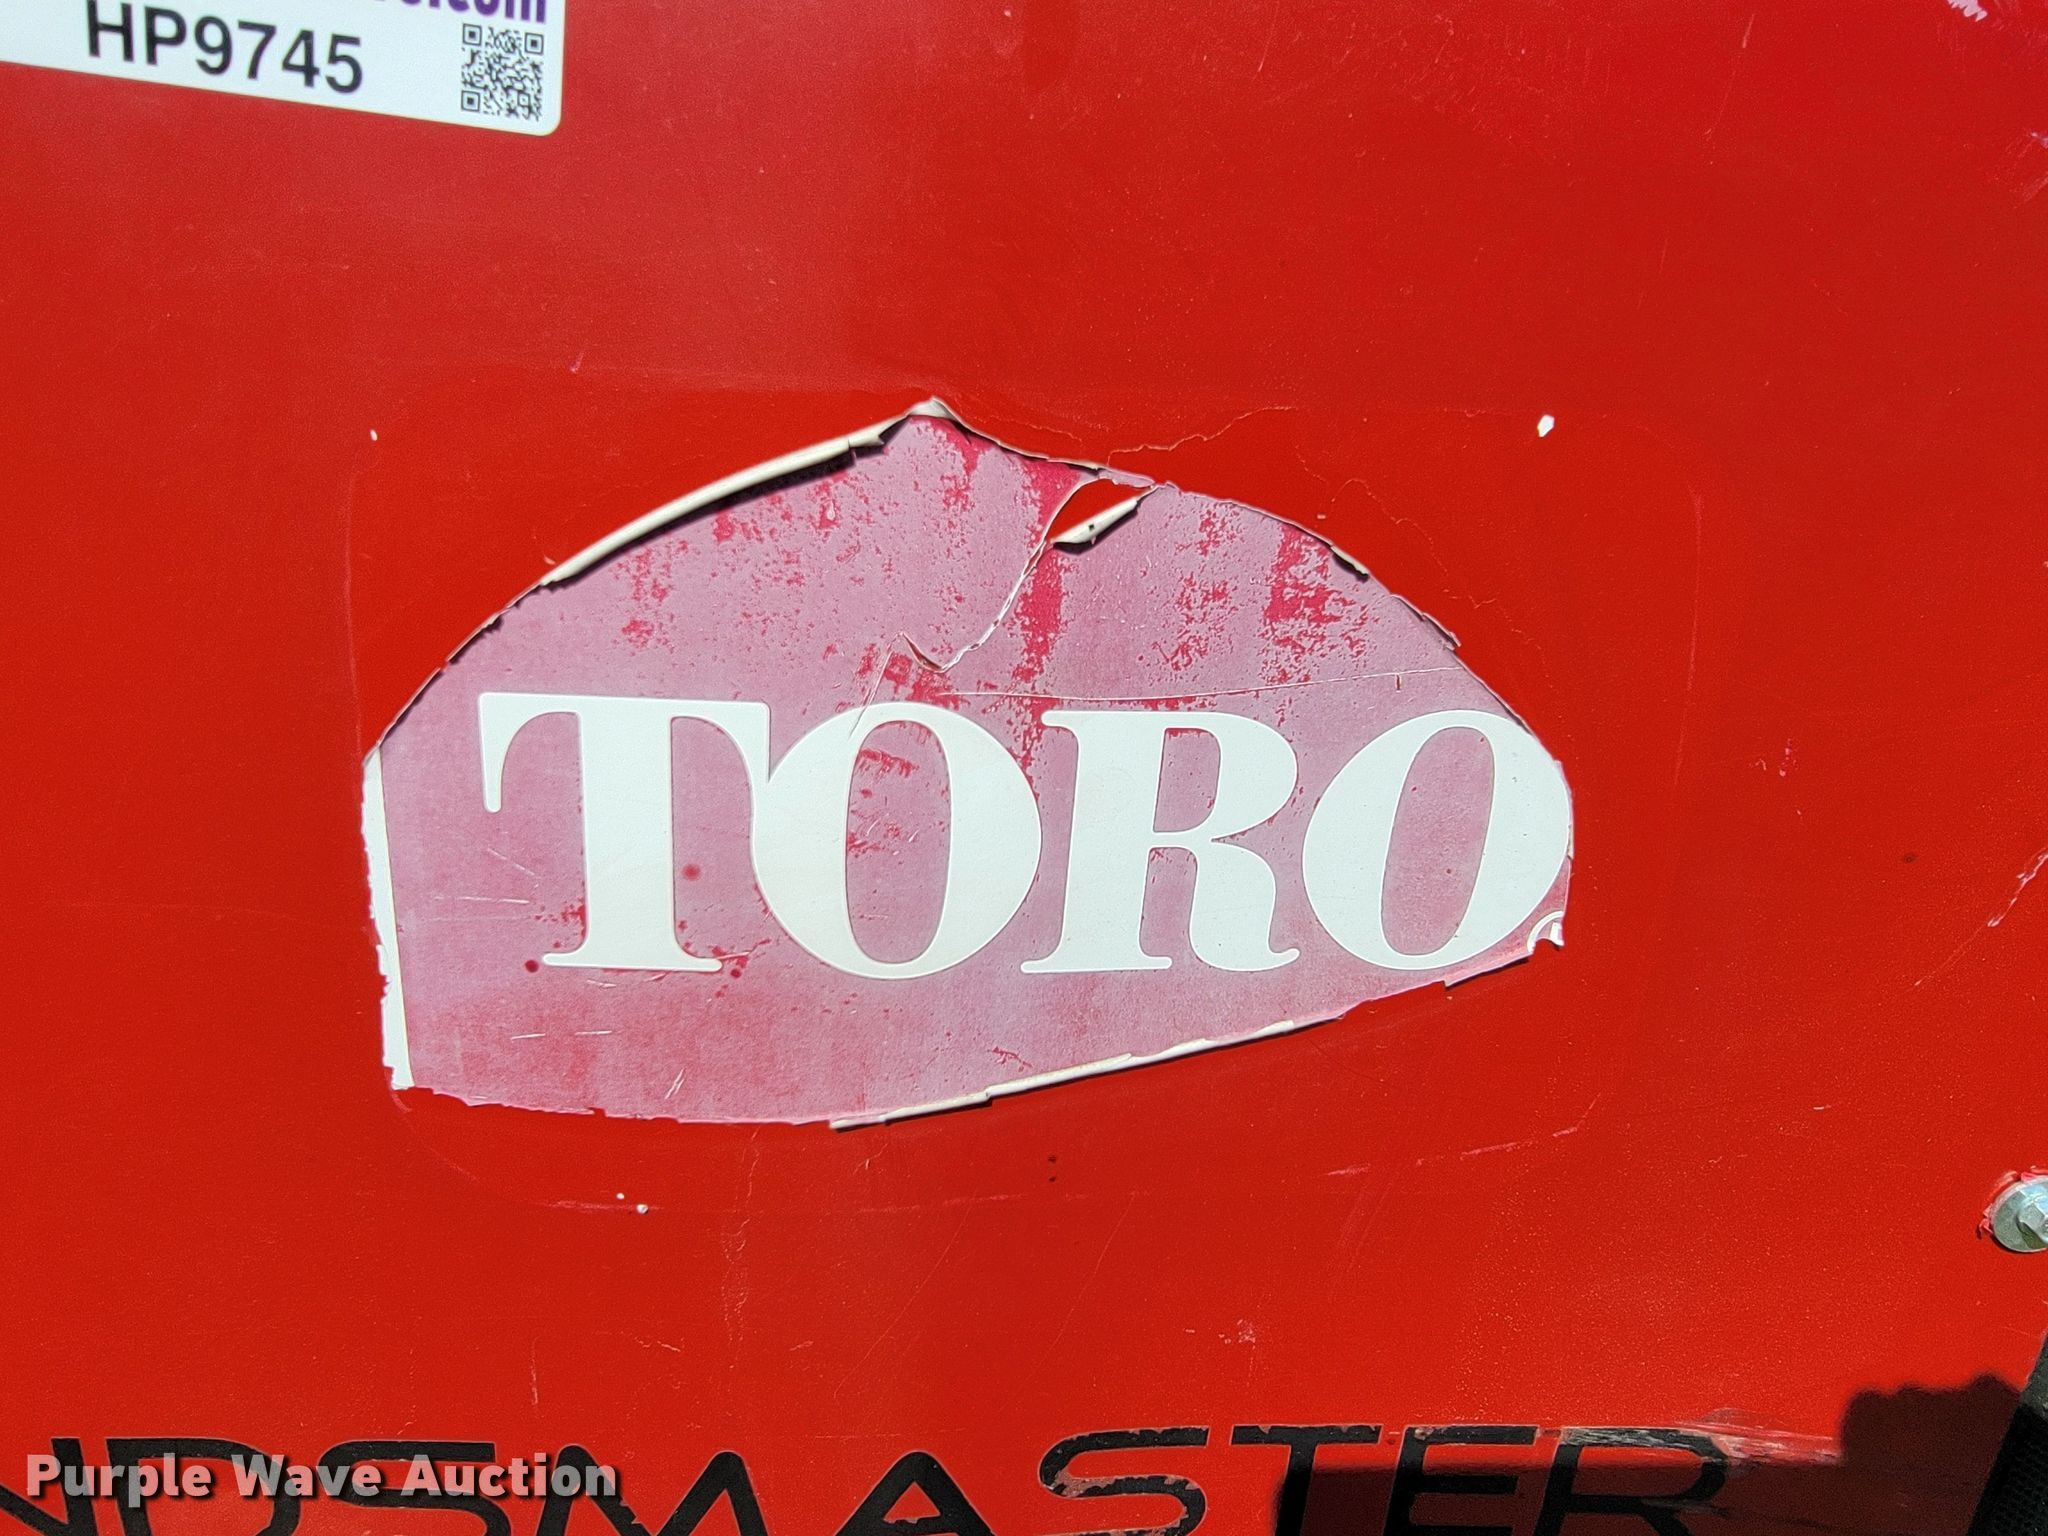 HP9745
TORO
NDSMASTER
Purple Wave Auction